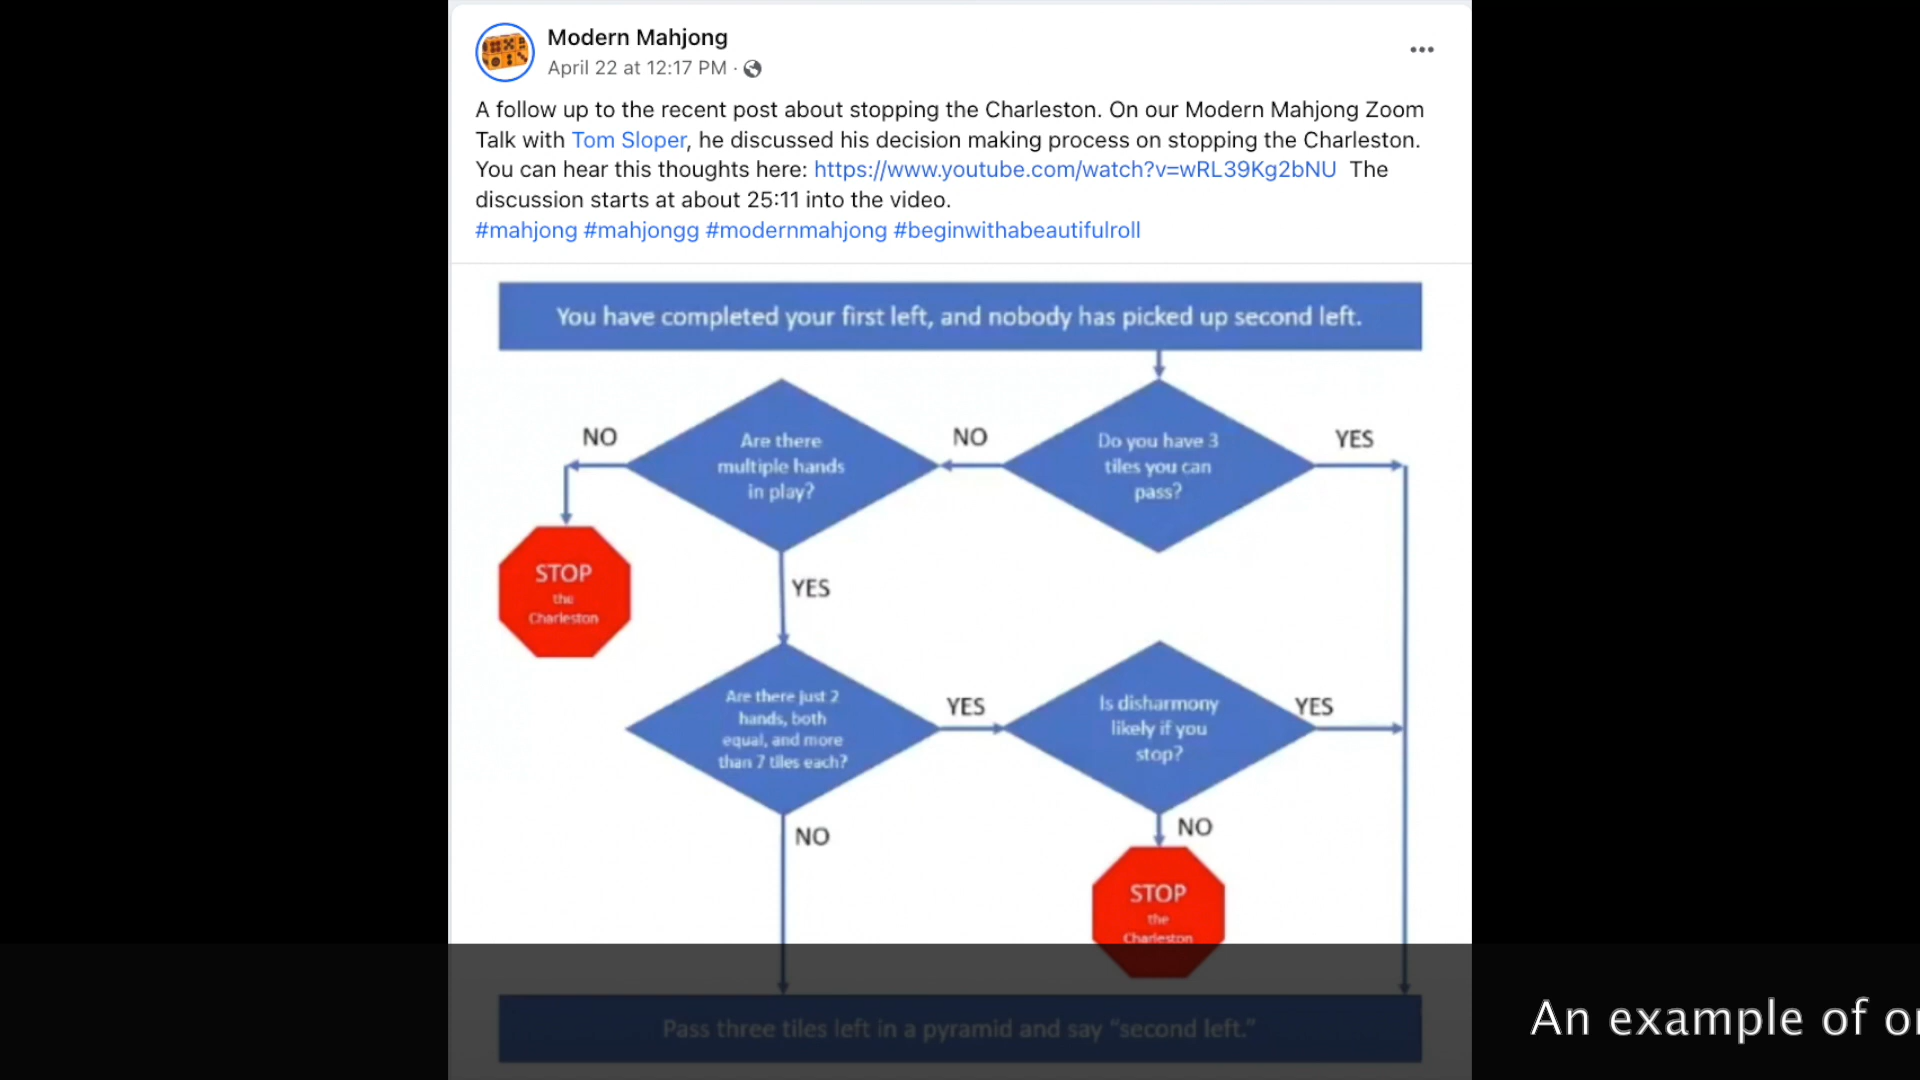 Modern Mahjong
April 22 at 12:17 PM ·
A follow up to the recent post about stopping the Charleston. On our Modern Mahjong Zoom
Talk with Tom Sloper, he discussed his decision making process on stopping the Charleston.
You can hear this thoughts here: https://www.youtube.com/watch?v=wRL39Kg2bNU The
discussion starts at about 25:11 into the video.
#mahjong #mahjongg #modernmahjong #beginwithabeautifulroll
You have completed your first left, and nobody has picked up second left.
NO
Are there
multiple hands
in play?
NO
Do you have 3
tiles you can
pass?
YES
STOP
the
Charleston
YES
Are there just 2
hands, both
equal, and more
than 7 tiles each?
YES
Is disharmony
likely if you
stop?
YES
NO
NO
STOP
the
Charleston
Pass three tiles left in a pyramid and say "second left."
An example of